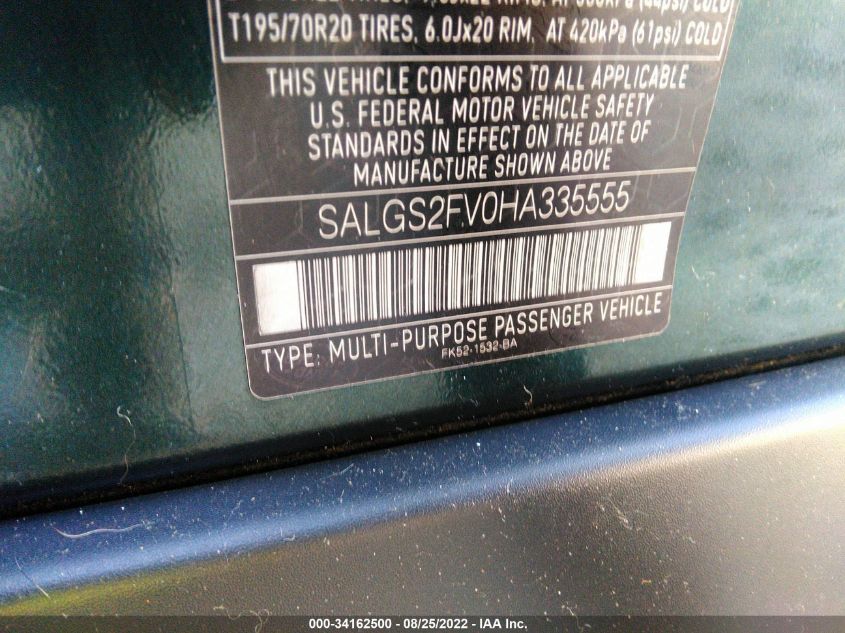 T195/70R20 TIRES, 6.0Jx20 RIM, AT 420kPa (61psi) COLD
THIS VEHICLE CONFORMS TO ALL APPLICABLE
U.S. FEDERAL MOTOR VEHICLE SAFETY
STANDARDS IN EFFECT ON THE DATE OF
MANUFACTURE SHOWN ABOVE
SALGS2FV0HA335555
TYPE: MULTI-PURPOSE PASSENGER VEHICLE
FK52-1532-BA
000-34162500 - 08/25/2022 - IAA Inc.